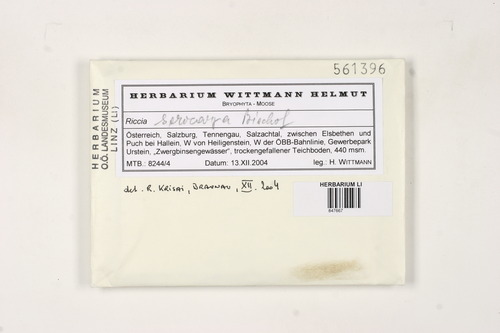 561396
HERBARIUM
O.Ö. LANDESMUSEUM
LINZ (LI)
HERBARIUM WITTMANN HELMUT
BRYOPHYTA - MOOSE
Riccia sorocarpa Bischof
Österreich, Salzburg, Tennengau, Salzachtal, zwischen Elsbethen und
Puch bei Hallein, W von Heiligenstein, W der ÖBB-Bahnlinie, Gewerbepark
Urstein, „Zwergbinsengewässer", trockengefallener Teichboden, 440 msm.
MTB.: 8244/4 Datum: 13.XII.2004 leg.: H. WITTMANN
det. R. KRISAI, BRAUNAU, XII. 2004
HERBARIUM LI
647667